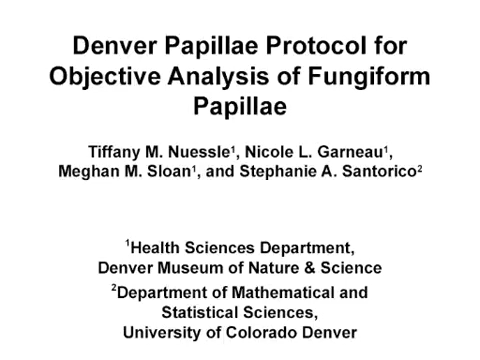 Denver Papillae Protocol for
Objective Analysis of Fungiform
Papillae
Tiffany M. Nuessle¹, Nicole L. Garneau¹,
Meghan M. Sloan¹, and Stephanie A. Santorico²
¹Health Sciences Department,
Denver Museum of Nature & Science
²Department of Mathematical and
Statistical Sciences,
University of Colorado Denver